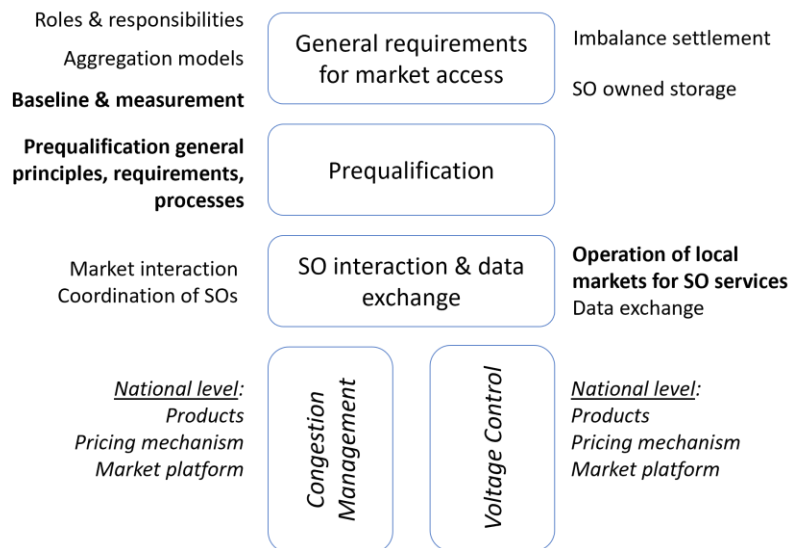 Roles & responsibilities
Aggregation models
Baseline & measurement
General requirements
for market access
Imbalance settlement
SO owned storage
Prequalification general
principles, requirements,
processes
Prequalification
Market interaction
Coordination of SOs
SO interaction & data
exchange
Operation of local
markets for SO services
Data exchange
National level:
Products
Pricing mechanism
Market platform
Congestion
Management
Voltage Control
National level:
Products
Pricing mechanism
Market platform